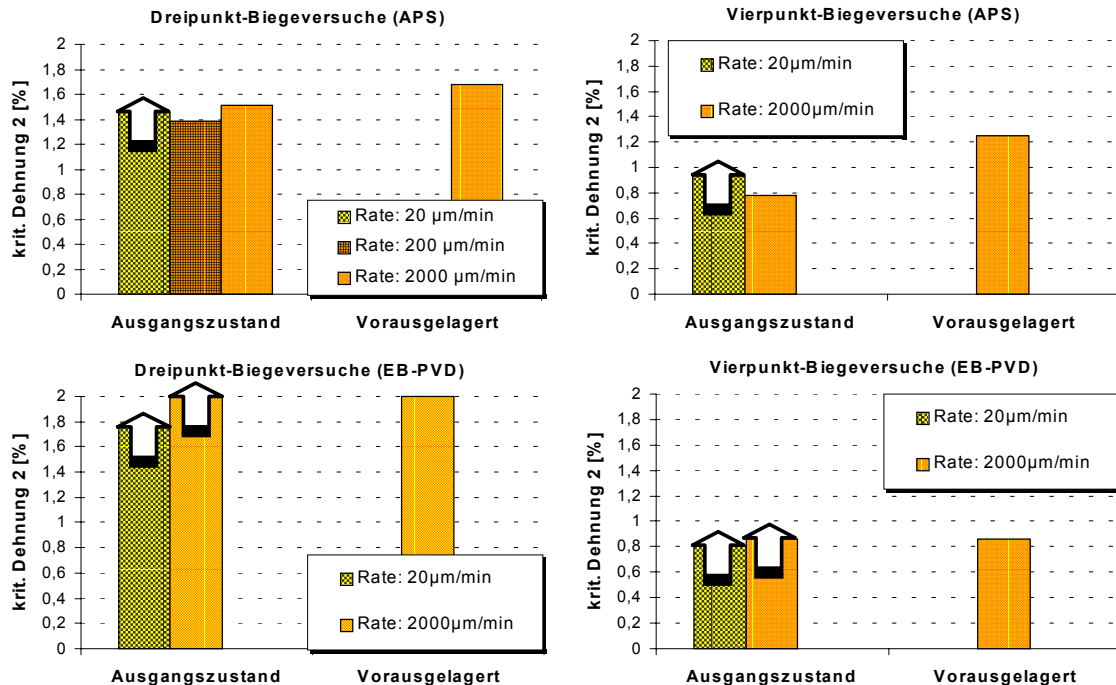 Dreipunkt-Biegeversuche (APS)
krit. Dehnung 2 [%]
2
1,8
1,6
1,4
1,2
1
0,8
0,6
0,4
0,2
0
Rate: 20 µm/min
Rate: 200 µm/min
Rate: 2000 µm/min
Ausgangszustand
Vorausgelagert
Vierpunkt-Biegeversuche (APS)
krit. Dehnung 2 [%]
2
1,8
1,6
1,4
1,2
1
0,8
0,6
0,4
0,2
0
Rate: 20µm/min
Rate: 2000µm/min
Ausgangszustand
Vorausgelagert
Dreipunkt-Biegeversuche (EB-PVD)
krit. Dehnung 2 [%]
2
1,8
1,6
1,4
1,2
1
0,8
0,6
0,4
0,2
0
Rate: 20µm/min
Rate: 2000µm/min
Ausgangszustand
Vorausgelagert
Vierpunkt-Biegeversuche (EB-PVD)
krit. Dehnung 2 [%]
2
1,8
1,6
1,4
1,2
1
0,8
0,6
0,4
0,2
0
Rate: 20µm/min
Rate: 2000µm/min
Ausgangszustand
Vorausgelagert